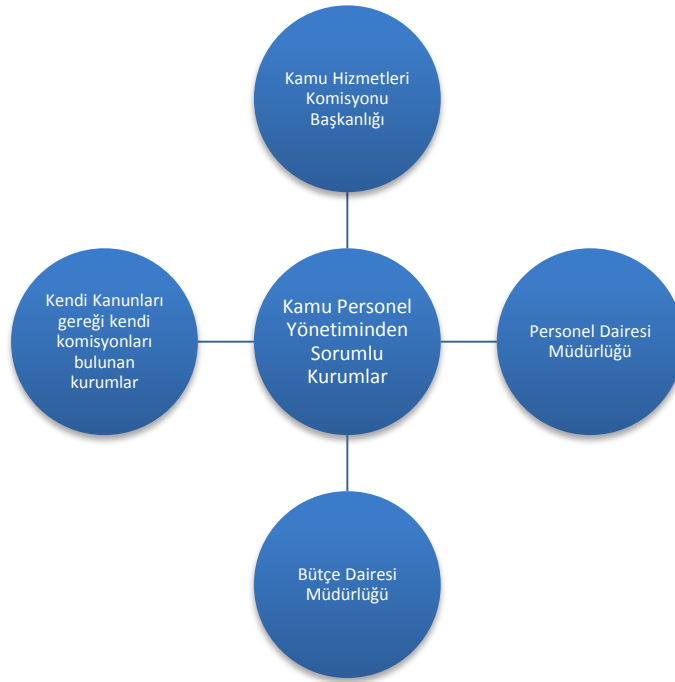 Kamu Hizmetleri
Komisyonu
Başkanlığı
Kendi Kanunları
gereği kendi
komisyonları
bulunan
kurumlar
Kamu Personel
Yönetiminden
Sorumlu
Kurumlar
Personel Dairesi
Müdürlüğü
Bütçe Dairesi
Müdürlüğü